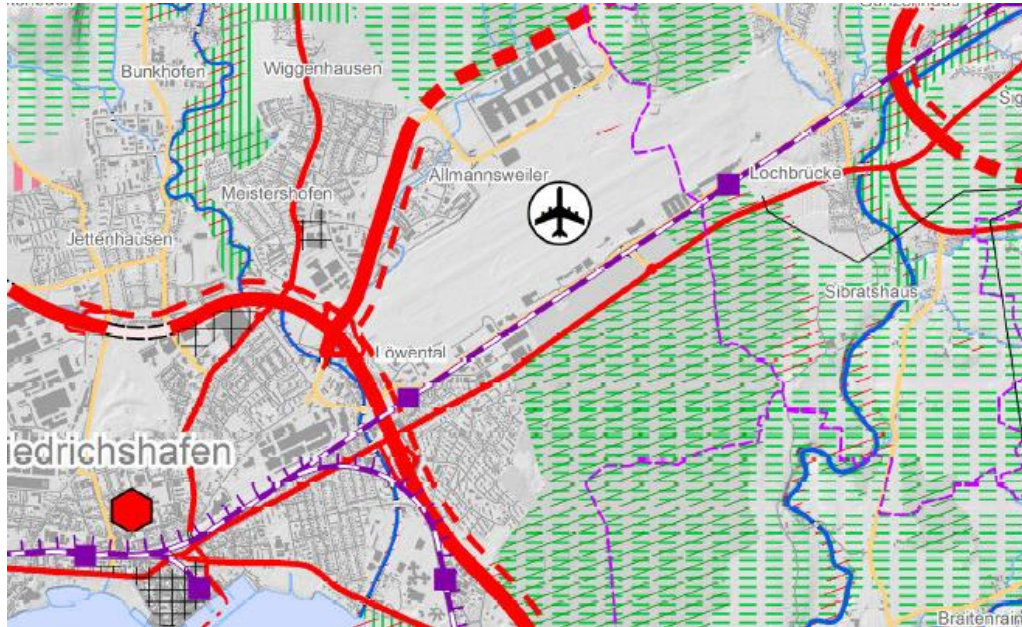 Bunkhofen
Wiggenhausen
Allmannsweiler
Lochbrücke
Meistershofen
Jettenhausen
Sibratshaus
Löwental
iedrichshafen
Braitenrain